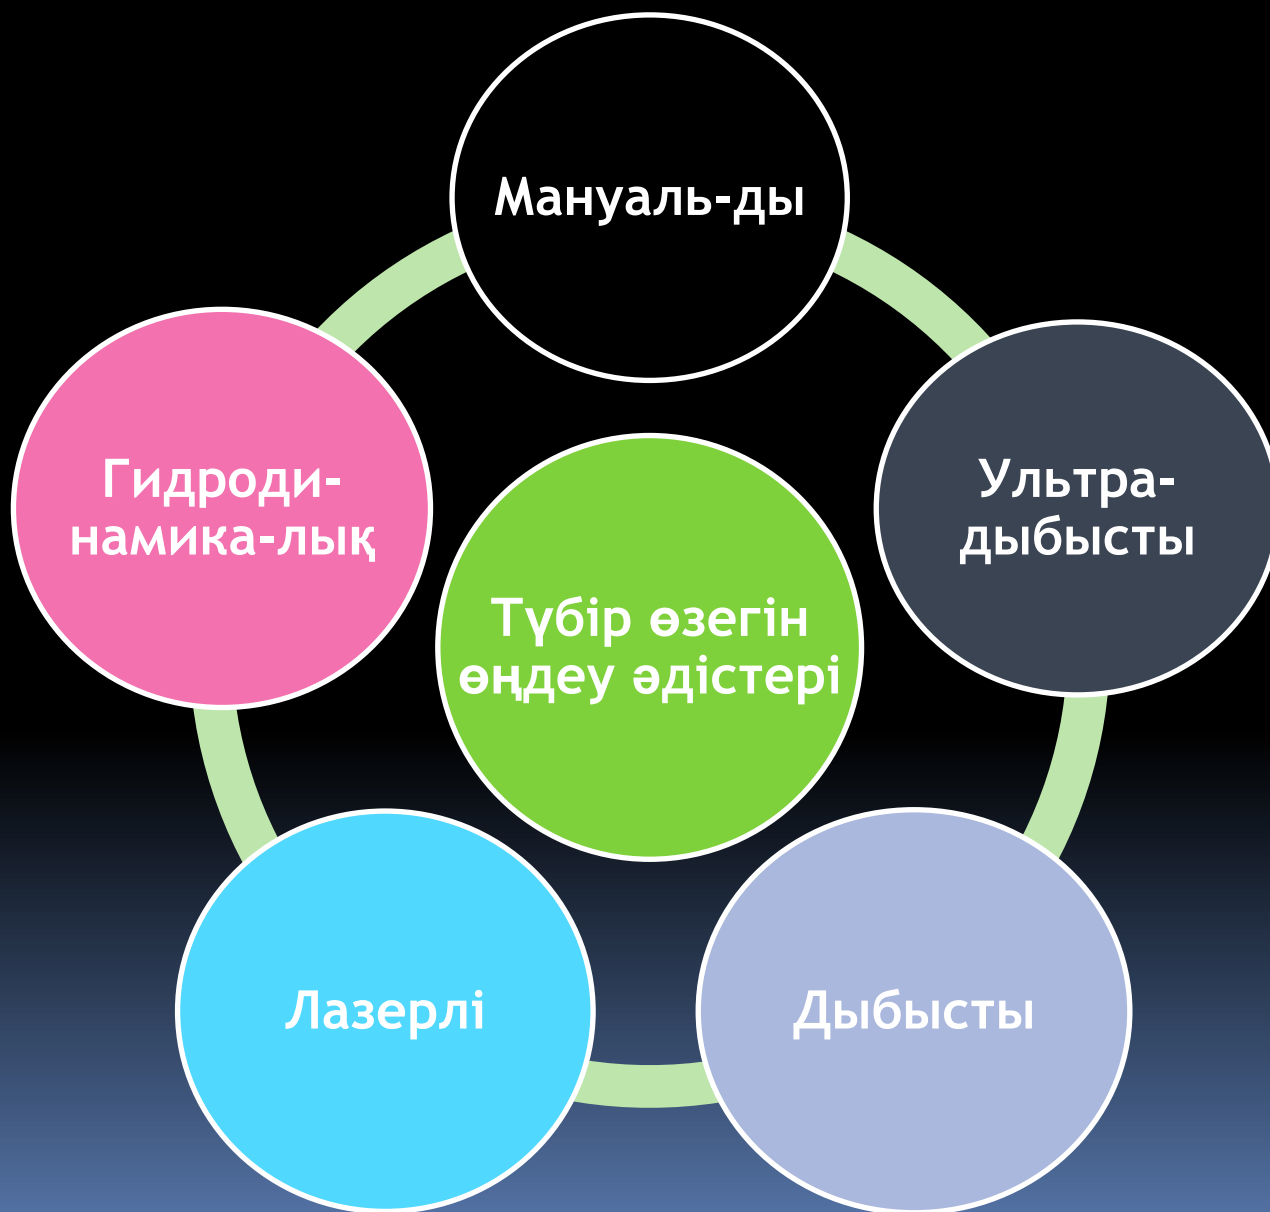 Мануаль-ды
Гидроди-
намика-лық
Ультра-
дыбысты
Түбір өзегін
өңдеу әдістері
Лазерлі
Дыбысты